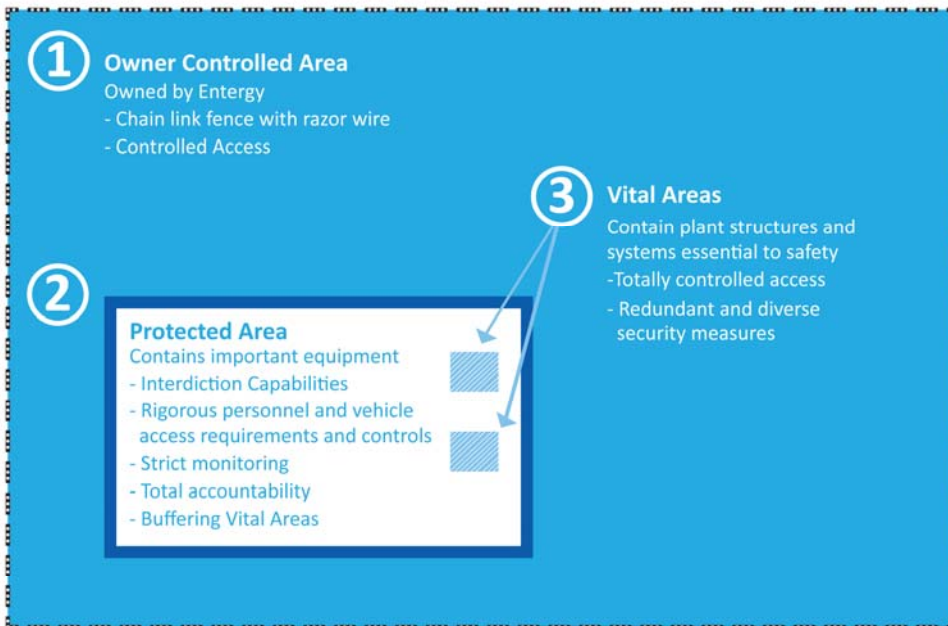 1
Owner Controlled Area
Owned by Entergy
- Chain link fence with razor wire
- Controlled Access
3
Vital Areas
Contain plant structures and
systems essential to safety
-Totally controlled access
- Redundant and diverse
security measures
2
Protected Area
Contains important equipment
- Interdiction Capabilities
- Rigorous personnel and vehicle
access requirements and controls
- Strict monitoring
- Total accountability
- Buffering Vital Areas